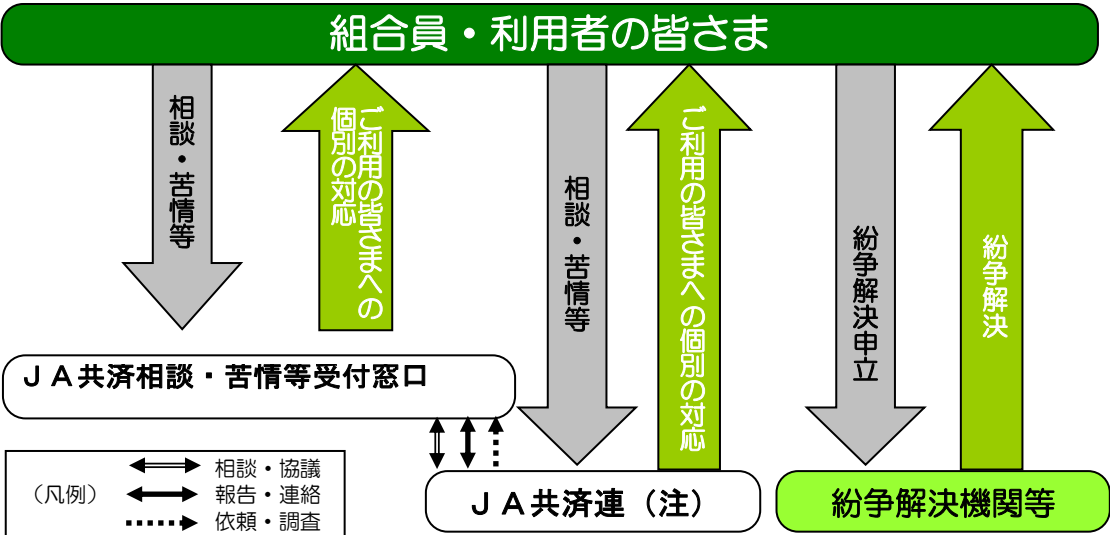 組合員・利用者の皆さま
相談・苦情等
ご利用の皆さまへの
個別の対応
相談・苦情等
ご利用の皆さまへの個別の対応
紛争解決申立
紛争解決
ＪＡ共済相談・苦情等受付窓口
（凡例）
相談・協議
報告・連絡
依頼・調査
ＪＡ共済連（注）
紛争解決機関等